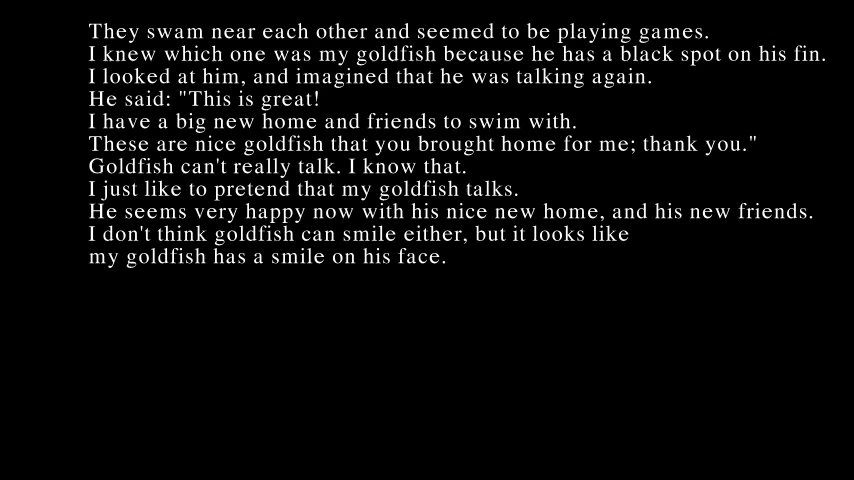 They swam near each other and seemed to be playing games.
I knew which one was my goldfish because he has a black spot on his fin.
I looked at him, and imagined that he was talking again.
He said: "This is great!
I have a big new home and friends to swim with.
These are nice goldfish that you brought home for me; thank you."
Goldfish can't really talk. I know that.
I just like to pretend that my goldfish talks.
He seems very happy now with his nice new home, and his new friends.
I don't think goldfish can smile either, but it looks like
my goldfish has a smile on his face.